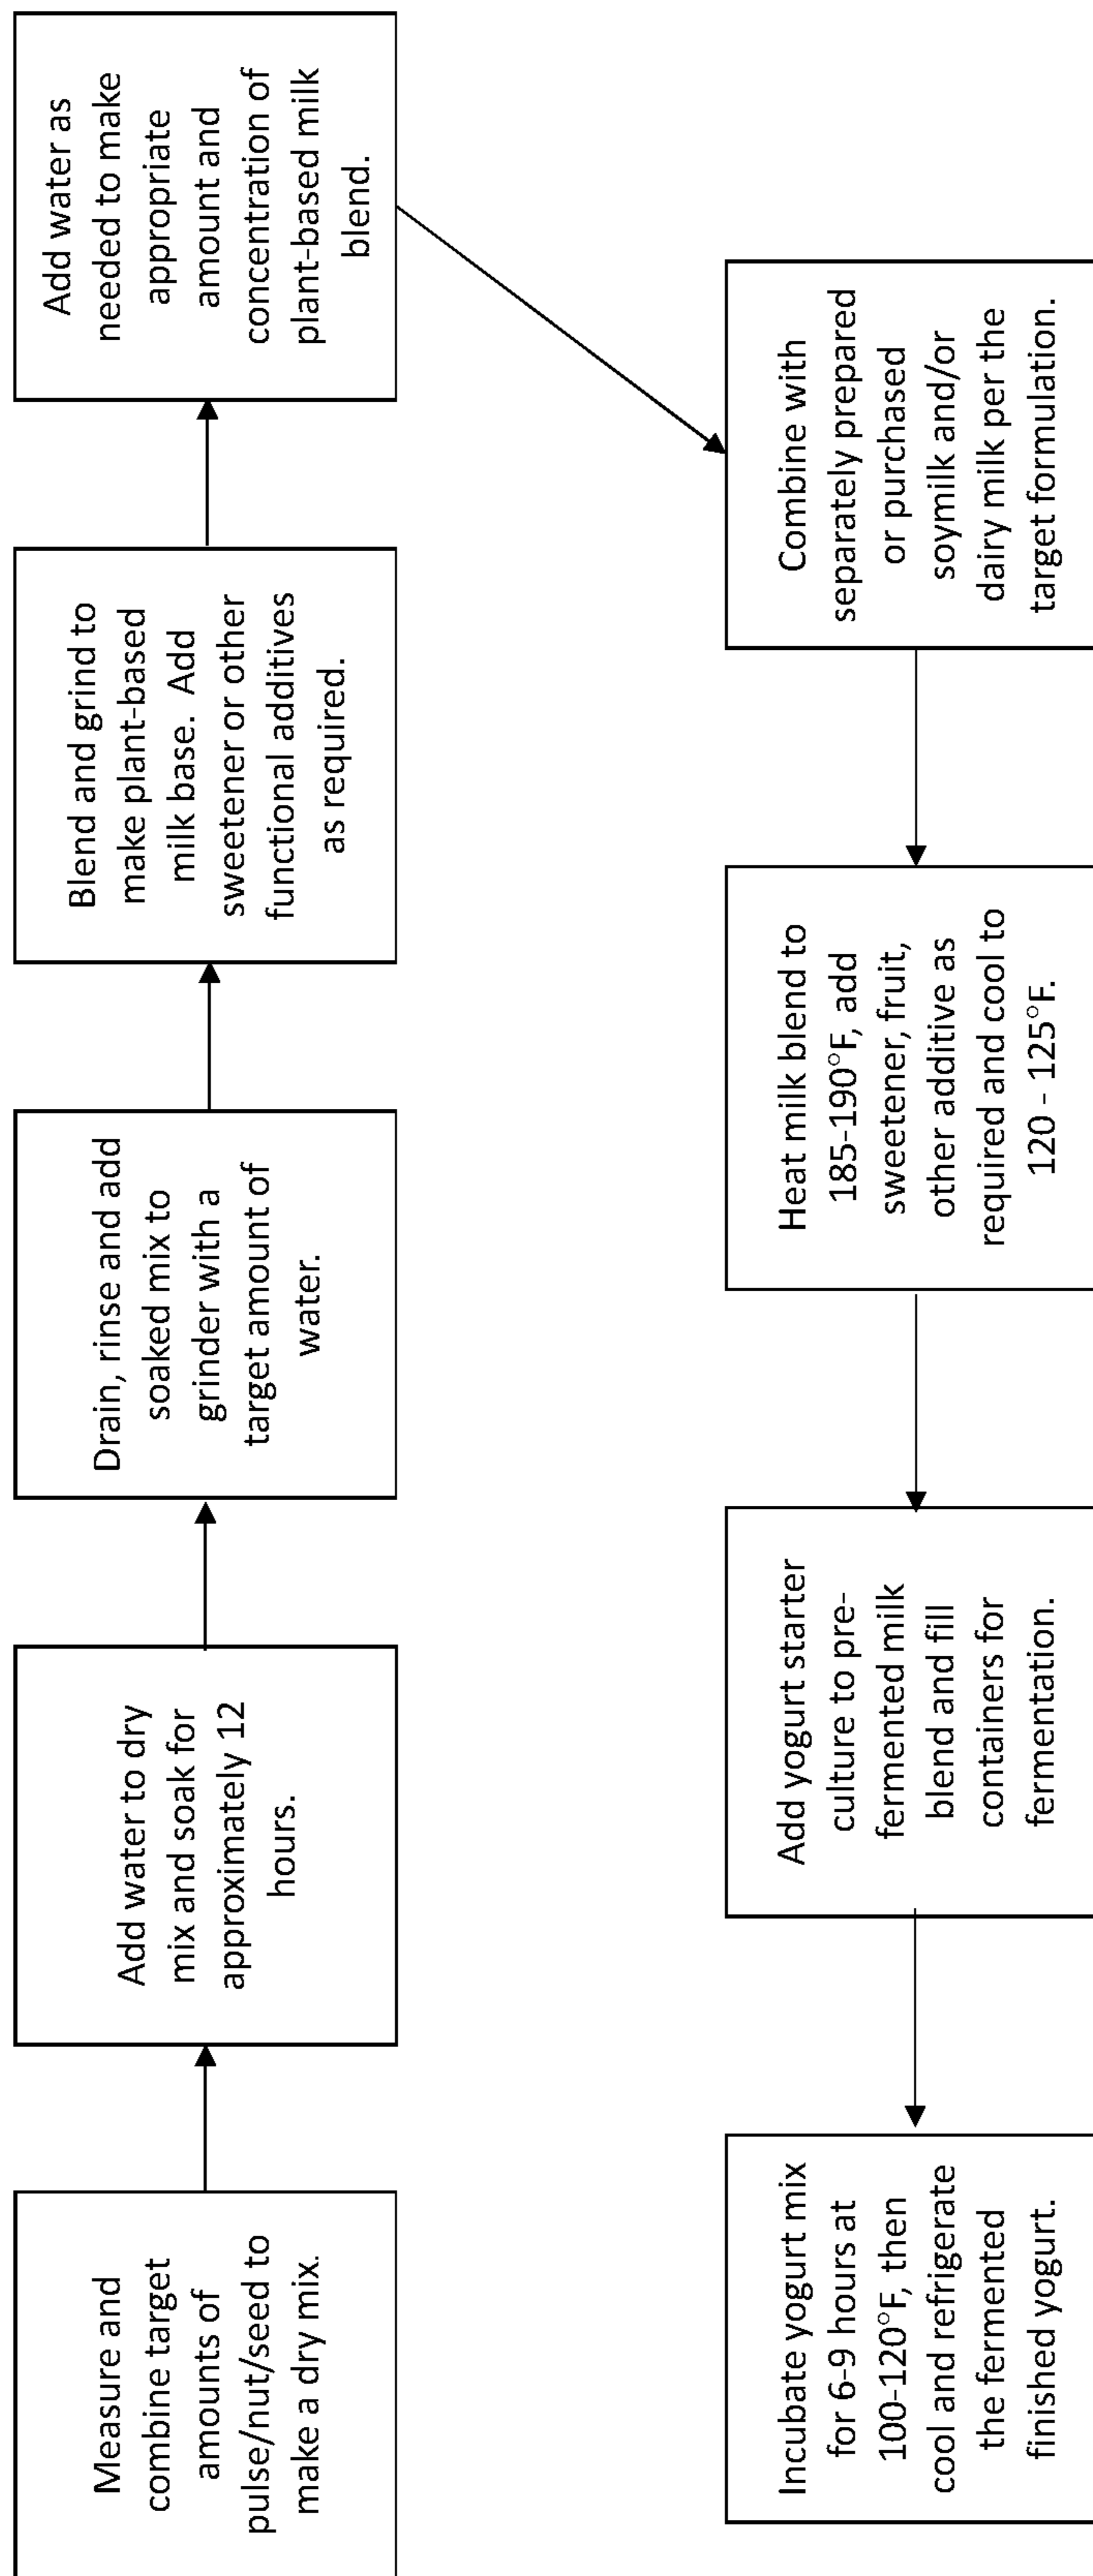 Measure and
combine target
amounts of
pulse/nut/seed to
make a dry mix.
Add water to dry
mix and soak for
approximately 12
hours.
Drain, rinse and add
soaked mix to
grinder with a
target amount of
water.
Blend and grind to
make plant-based
milk base.  Add
sweetener or other
functional additives
as required.
Add water as
needed to make
appropriate
amount and
concentration of
plant-based milk
blend.
Combine with
separately prepared
or purchased
soymilk and/or
dairy milk per the
target formulation.
Heat milk blend to
185-190°F, add
sweetener, fruit,
other additive as
required and cool to
120 - 125°F.
Add yogurt starter
culture to pre-
fermented milk
blend and fill
containers for
fermentation.
Incubate yogurt mix
for 6-9 hours at
100-120°F, then
cool and refrigerate
the fermented
finished yogurt.